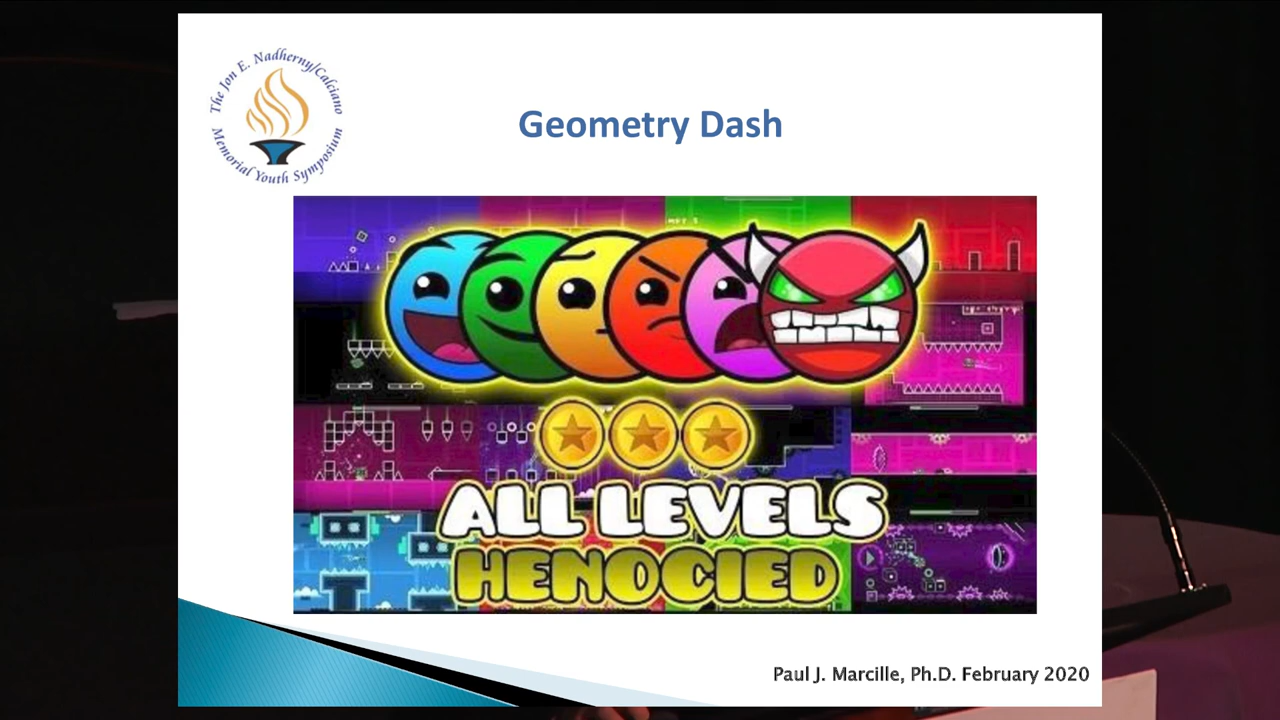 The Jon E. Nadherny/Calciano
Memorial Youth Symposium
Geometry Dash
ALL LEVELS
HENOCIED
Paul J. Marcille, Ph.D. February 2020